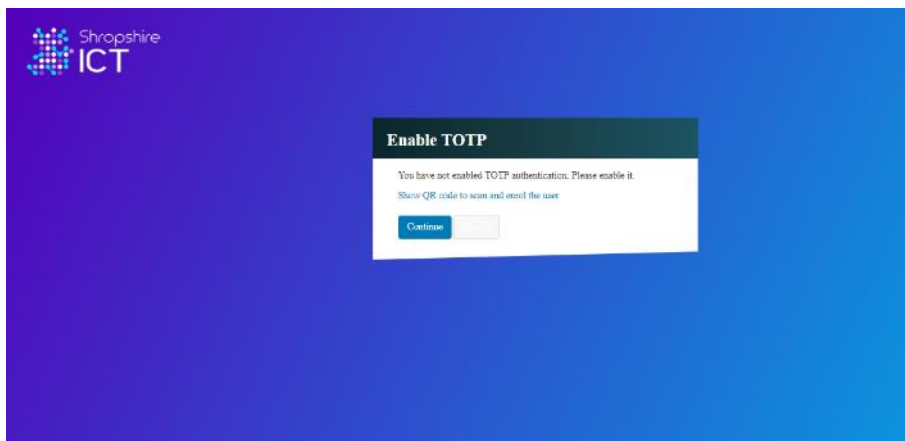 Shropshire
ICT
Enable TOTP
You have not enabled TOTP authentication. Please enable it
Show QR code to scan and enrol the user
Continue